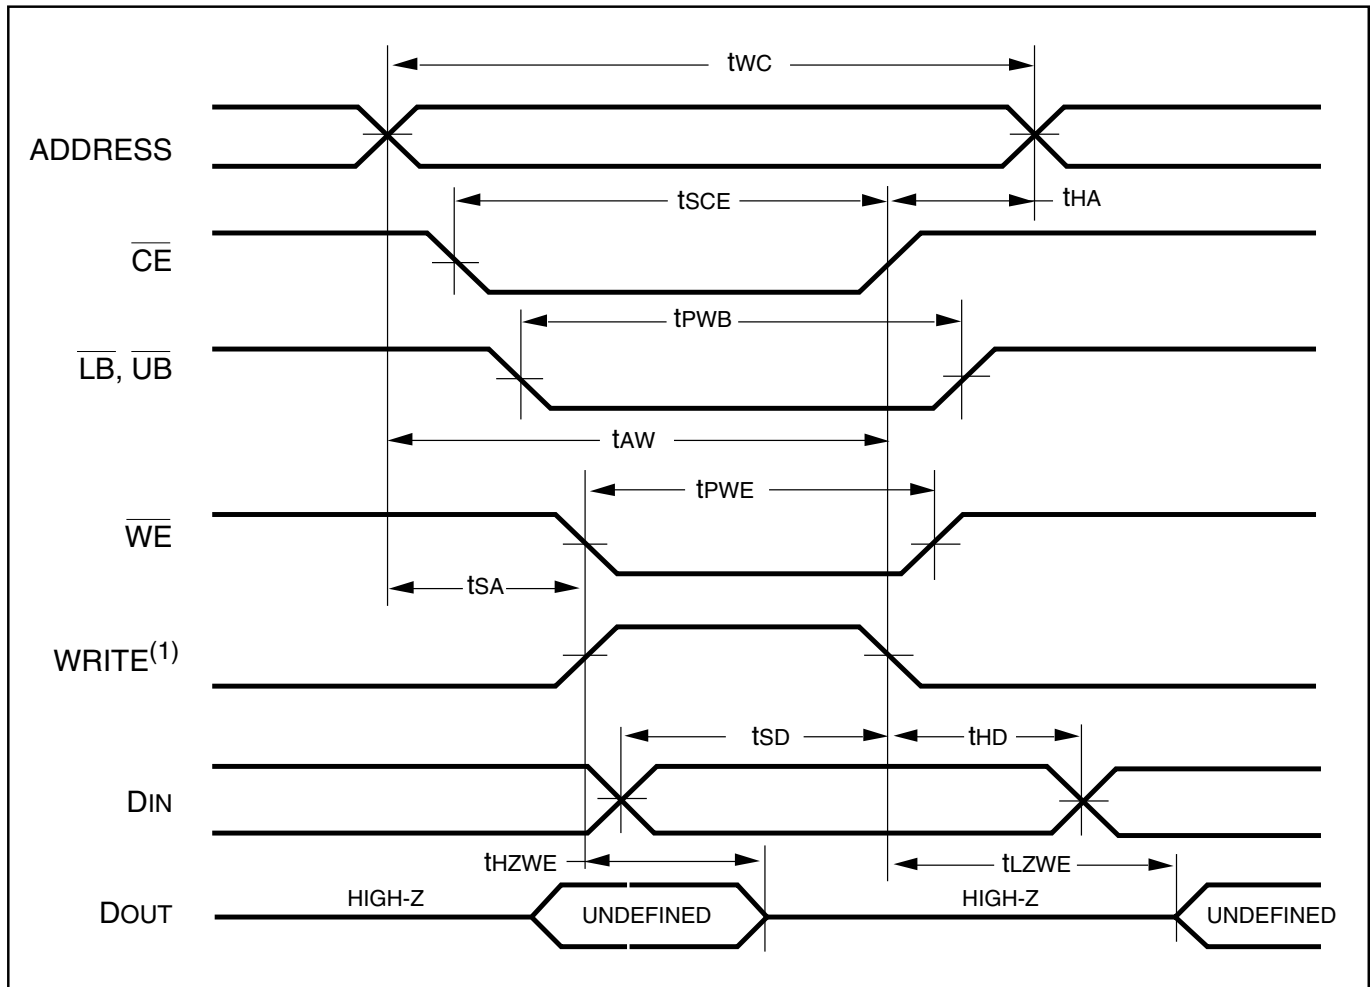 tWC
ADDRESS
tSCE
tHA
CE
tPWB
LB, UB
tAW
tPWE
WE
tSA
WRITE(1)
tSD
tHD
DIN
tHZWE
tLZWE
HIGH-Z
HIGH-Z
DOUT
UNDEFINED
UNDEFINED